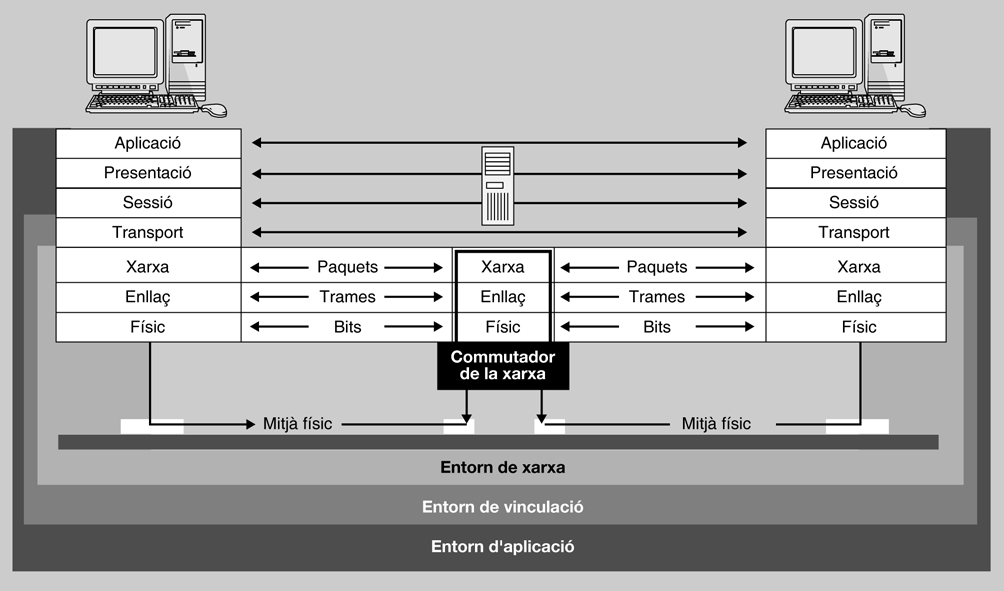 Aplicació Aplicació
Presentació Presentació
Sessió Sessió
Transport Transport
Xarxa Paquets Xarxa Paquets Xarxa
Enllaç Trames Enllaç Trames Enllaç
Físic Bits Físic Bits Físic
Commutador
de la xarxa
Mitjà físic Mitjà físic
Entorn de xarxa
Entorn de vinculació
Entorn d'aplicació